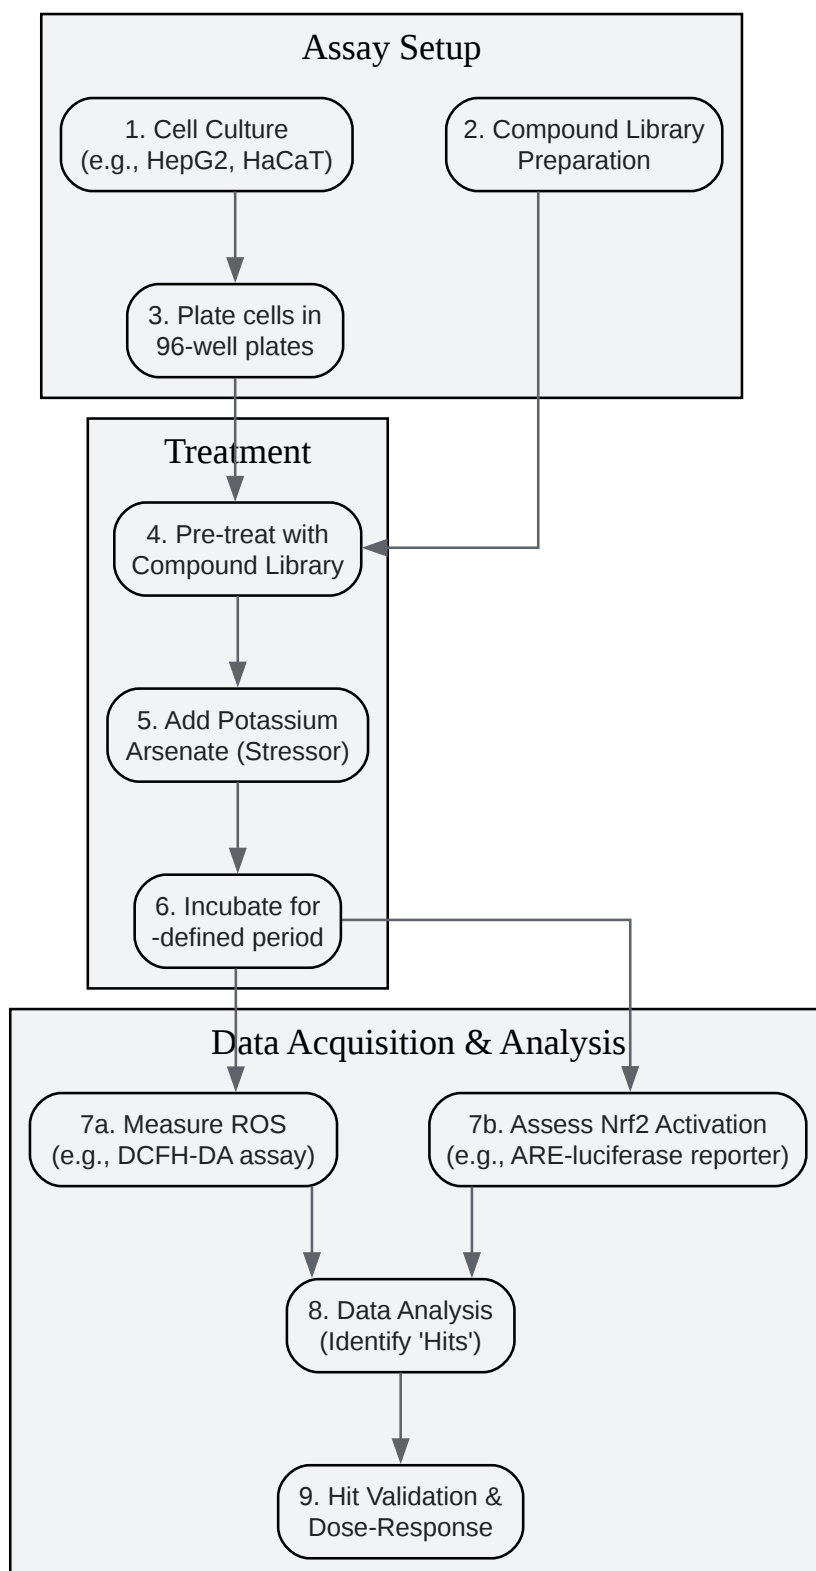 Assay Setup
1. Cell Culture
(e.g., HepG2, HaCaT)
2. Compound Library
Preparation
3. Plate cells in
96-well plates
Treatment
4. Pre-treat with
Compound Library
5. Add Potassium
Arsenate (Stressor)
6. Incubate for
-defined period
Data Acquisition & Analysis
7a. Measure ROS
(e.g., DCFH-DA assay)
7b. Assess Nrf2 Activation
(e.g., ARE-luciferase reporter)
8. Data Analysis
(Identify 'Hits')
9. Hit Validation &
Dose-Response